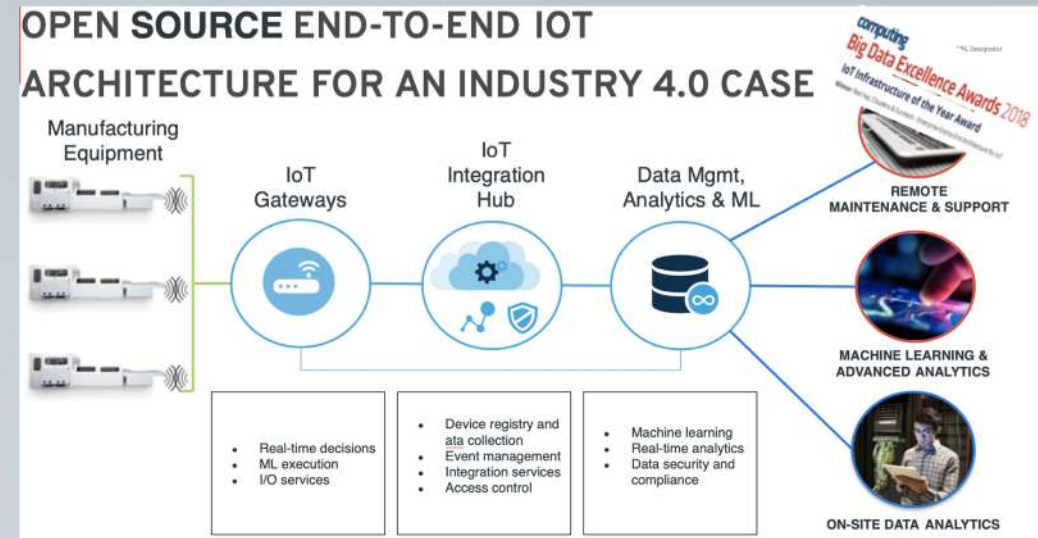 OPEN SOURCE END-TO-END IOT
ARCHITECTURE FOR AN INDUSTRY 4.0 CASE
computing
Big Data Excellence Awards 2018
IoT Infrastructure of the Year Award
Manufacturing
Equipment
IoT
Gateways
IoT
Integration
Hub
Data Mgmt,
Analytics & ML
REMOTE
MAINTENANCE & SUPPORT
MACHINE LEARNING &
ADVANCED ANALYTICS
ON-SITE DATA ANALYTICS
• Real-time decisions
• ML execution
• I/O services
• Device registry and
ata collection
• Event management
• Integration services
• Access control
• Machine learning
• Real-time analytics
• Data security and
compliance